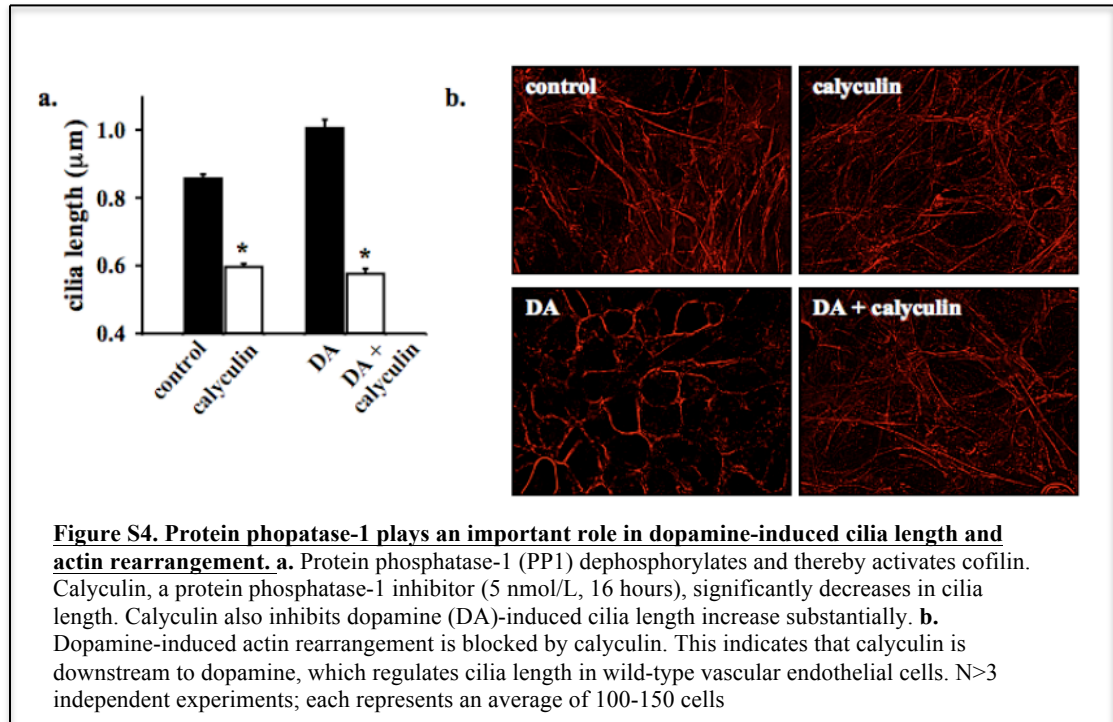 a.
cilia length (μm)
1.0
0.8
0.6
0.4
*
*
control
calyculin
DA
DA +
calyculin
b.
control
calyculin
DA
DA + calyculin
Figure S4. Protein phopatase-1 plays an important role in dopamine-induced cilia length and
actin rearrangement. a. Protein phosphatase-1 (PP1) dephosphorylates and thereby activates cofilin.
Calyculin, a protein phosphatase-1 inhibitor (5 nmol/L, 16 hours), significantly decreases in cilia
length. Calyculin also inhibits dopamine (DA)-induced cilia length increase substantially. b.
Dopamine-induced actin rearrangement is blocked by calyculin. This indicates that calyculin is
downstream to dopamine, which regulates cilia length in wild-type vascular endothelial cells. N>3
independent experiments; each represents an average of 100-150 cells